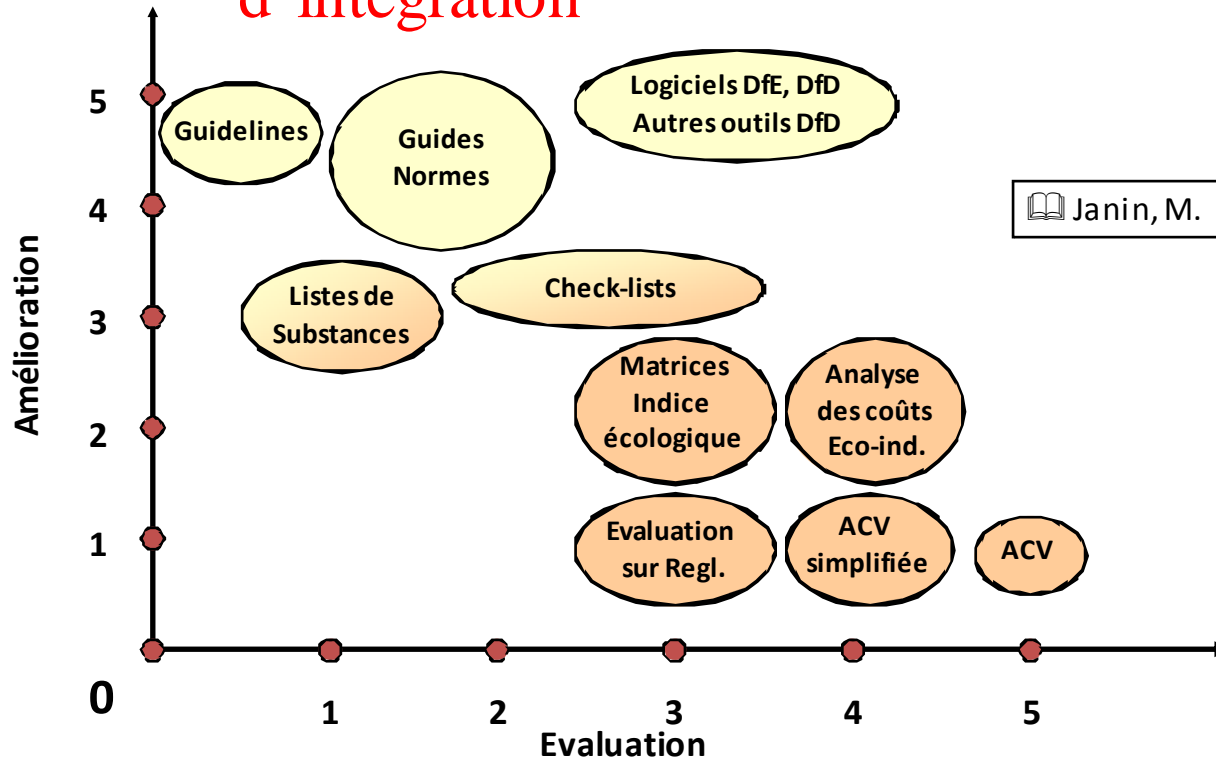 d'intégration
5
Guidelines
Guides
Normes
Logiciels DfE, DfD
Autres outils DfD
4
Janin, M.
Amélioration
3
Listes de
Substances
Check-lists
2
Matrices
Indice
écologique
Analyse
des coûts
Eco-ind.
1
Evaluation
sur Regl.
ACV
simplifiée
ACV
0
1
2
3
4
5
Evaluation